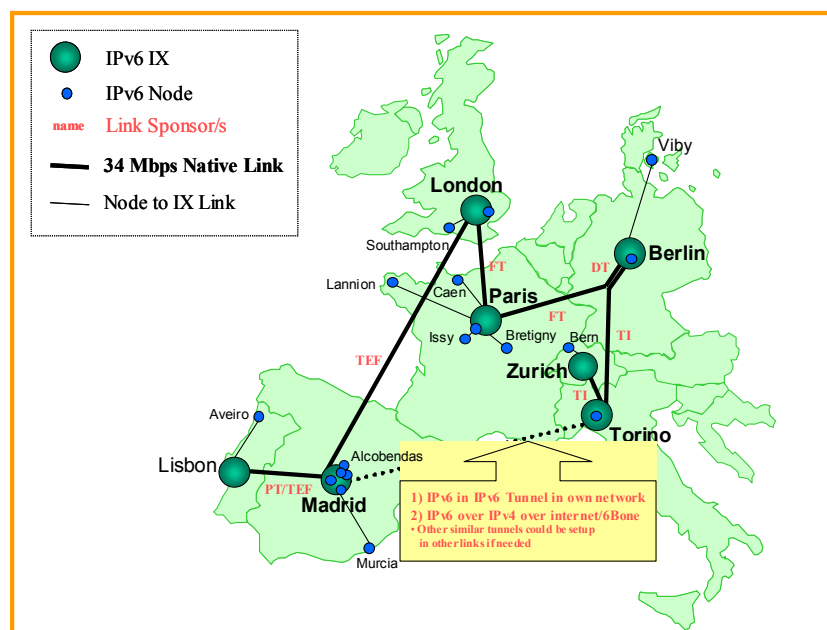 IPv6 IX
IPv6 Node
name Link Sponsor/s
34 Mbps Native Link
Node to IX Link
Viby
London
Southampton
Berlin
DT
FT
Lannion
Caen
Paris
FT
Issy
Bretigny
Bern
TI
Zurich
TEF
TI
Aveiro
Torino
Alcobendas
Lisbon
PT/TEF
Madrid
Murcia
1) IPv6 in IPv6 Tunnel in own network
2) IPv6 over IPv4 over internet/6Bone
• Other similar tunnels could be setup
in other links if needed